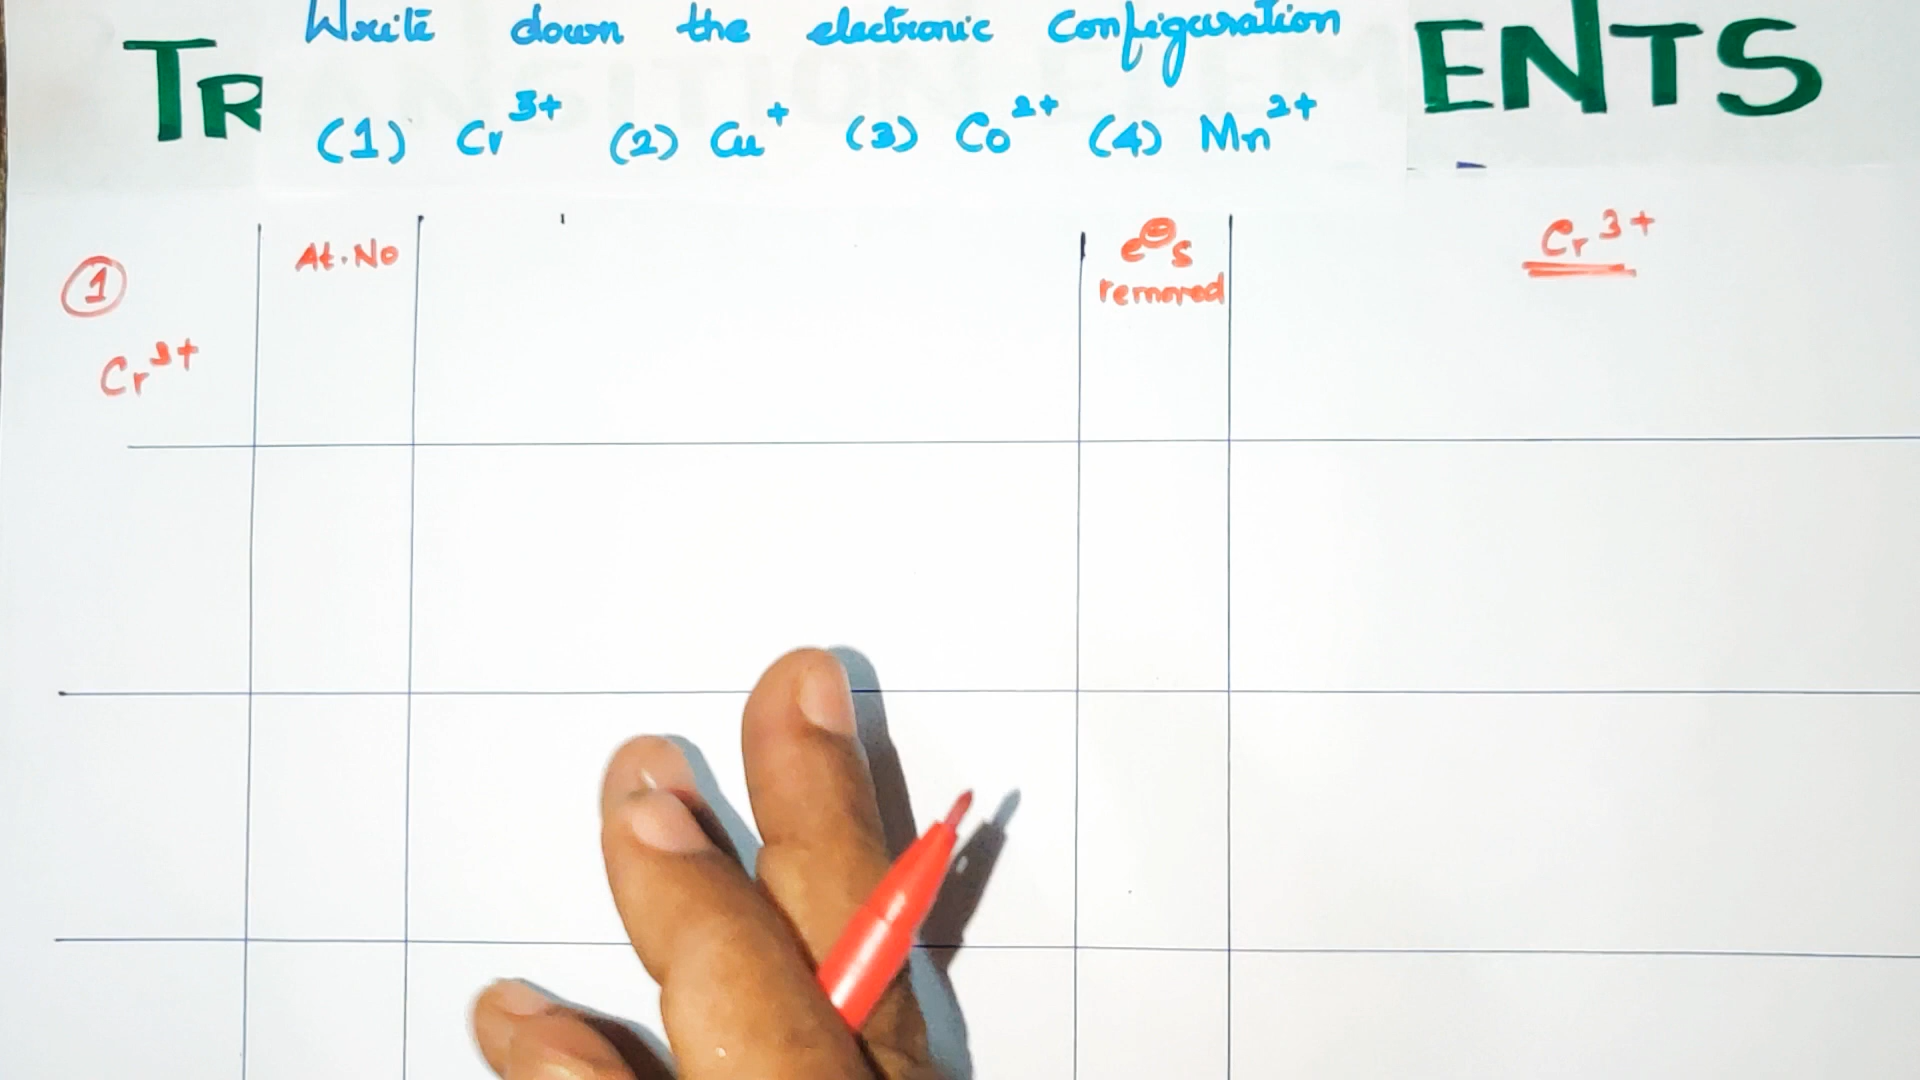 Write down the electronic configuration
TR ENTS
(1) Cr³⁺ (2) Cu⁺ (3) Co²⁺ (4) Mn²⁺
At. No
e⊖s
removed
Cr³⁺
1
Cr³⁺